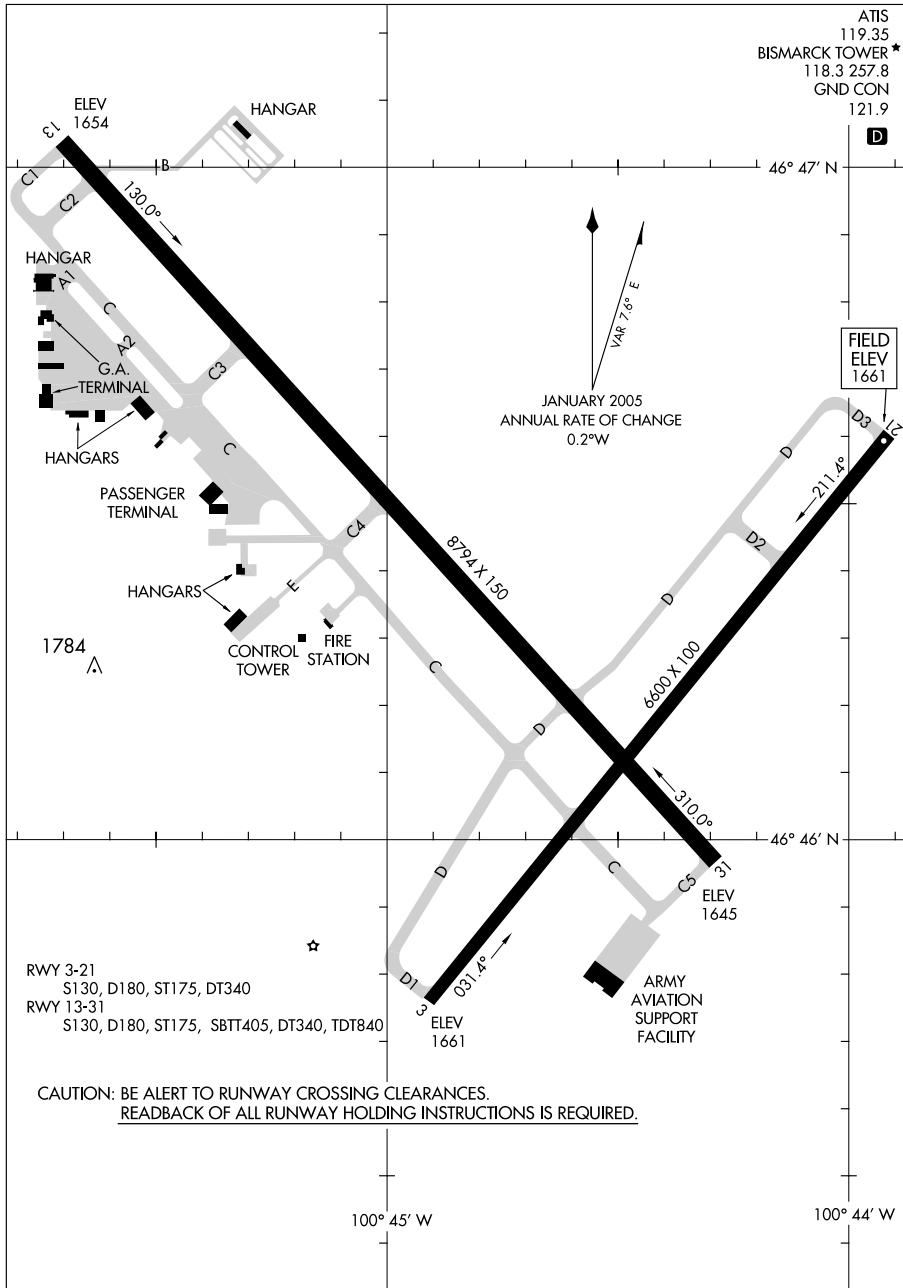 ATIS
119.35
BISMARCK TOWER
118.3 257.8
GND CON
121.9
D
ELEV
1654
13
HANGAR
B
46° 47' N
C1
C2
130.0°
HANGAR
A1
C
A2
G.A.
TERMINAL
C3
HANGARS
C
PASSENGER
TERMINAL
C4
HANGARS
E
CONTROL
TOWER
FIRE
STATION
1784
VAR 7.6° E
JANUARY 2005
ANNUAL RATE OF CHANGE
0.2°W
FIELD
ELEV
1661
D3
21
D
211.4°
D2
8794 X 150
D
6600 X 100
C
D
310.0°
46° 46' N
D
C
C5
31
ELEV
1645
D1
3
031.4°
ELEV
1661
ARMY
AVIATION
SUPPORT
FACILITY
RWY 3-21
S130, D180, ST175, DT340
RWY 13-31
S130, D180, ST175, SBTT405, DT340, TDT840
CAUTION: BE ALERT TO RUNWAY CROSSING CLEARANCES.
READBACK OF ALL RUNWAY HOLDING INSTRUCTIONS IS REQUIRED.
100° 45' W
100° 44' W